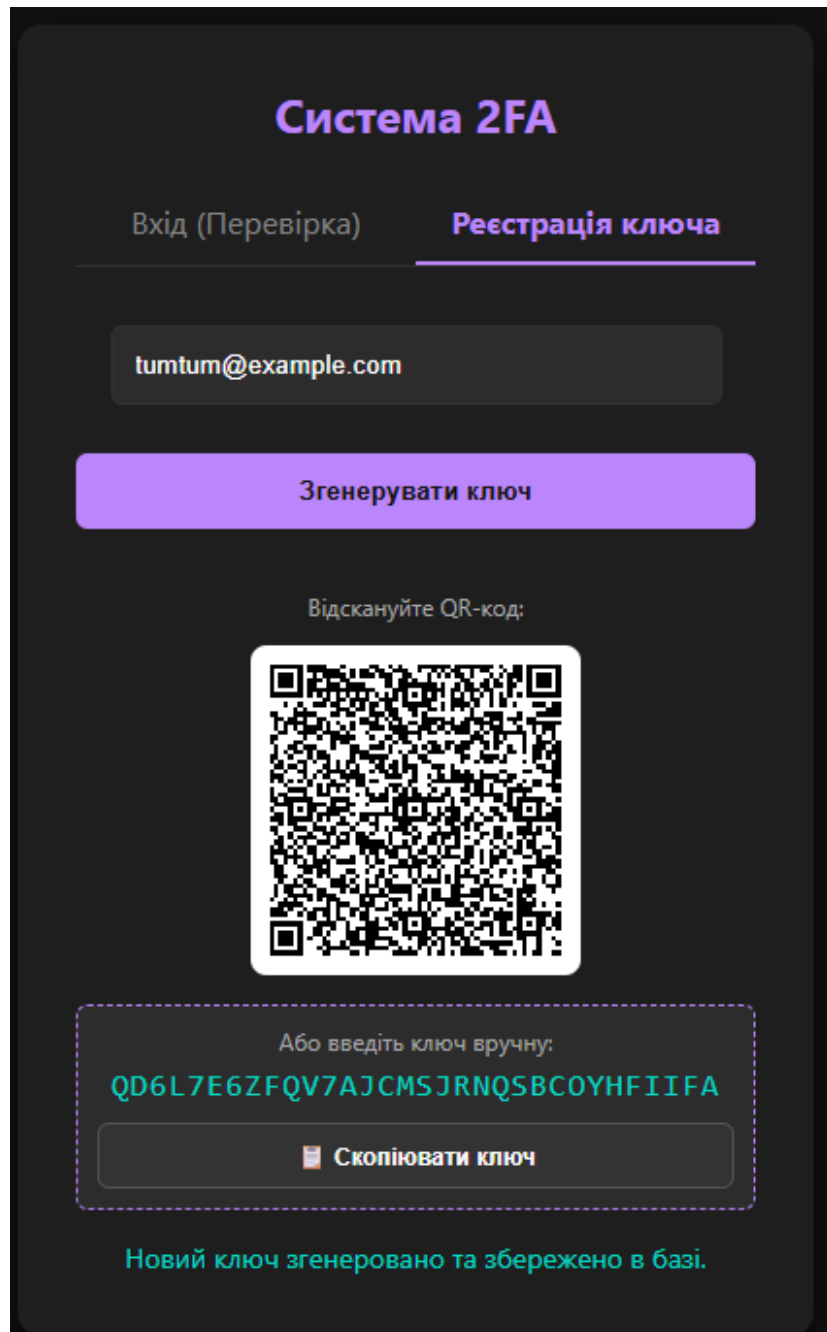 Система 2FA
Вхід (Перевірка)
Реєстрація ключа
tumtum@example.com
Згенерувати ключ
Відскануйте QR-код:
Або введіть ключ вручну:
QD6L7E6ZFQV7AJCMSJRNQSBCOYHFIIFA
Скопіювати ключ
Новий ключ згенеровано та збережено в базі.